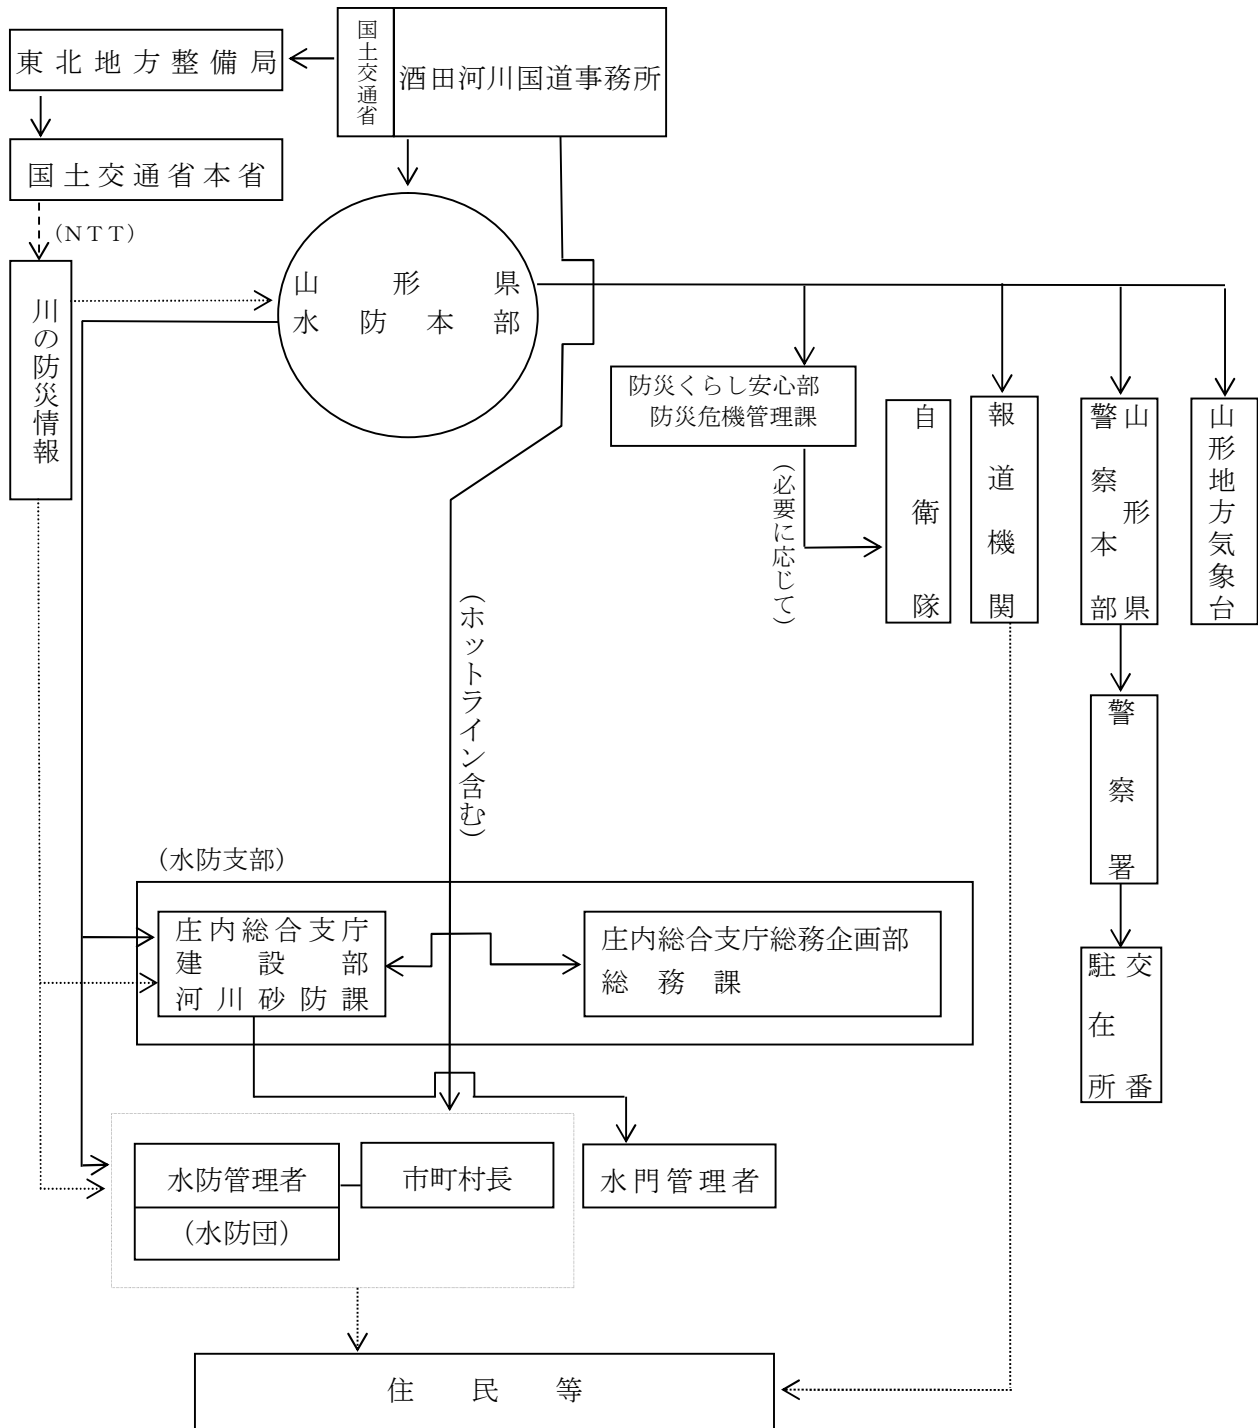 国土交通省
酒田河川国道事務所
東北地方整備局
国土交通省本省
(ＮＴＴ)
川の防災情報
山形県
水防本部
防災くらし安心部
防災危機管理課
(必要に応じて)
自衛隊
報道機関
山形県
警察本部
山形地方気象台
(ホットライン含む)
警察署
(水防支部)
庄内総合支庁
建設部
河川砂防課
庄内総合支庁総務企画部
総務課
交番
駐在所
水防管理者
(水防団)
市町村長
水門管理者
住民等